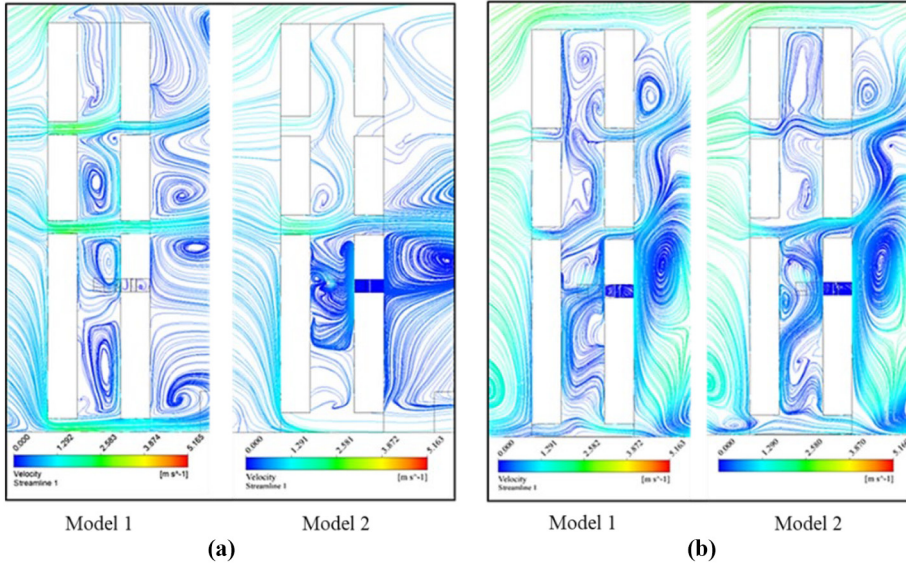 0.000 1.292 2.583 3.874 5.165
Velocity
Streamline 1
[m s^-1]
0.000 1.291 2.581 3.872 5.163
Velocity
Streamline 1
[m s^-1]
0.000 1.291 2.582 3.872 5.163
Velocity
Streamline 1
[m s^-1]
0.000 1.290 2.580 3.870 5.160
Velocity
Streamline 1
[m s^-1]
Model 1
Model 2
Model 1
Model 2
(a)
(b)